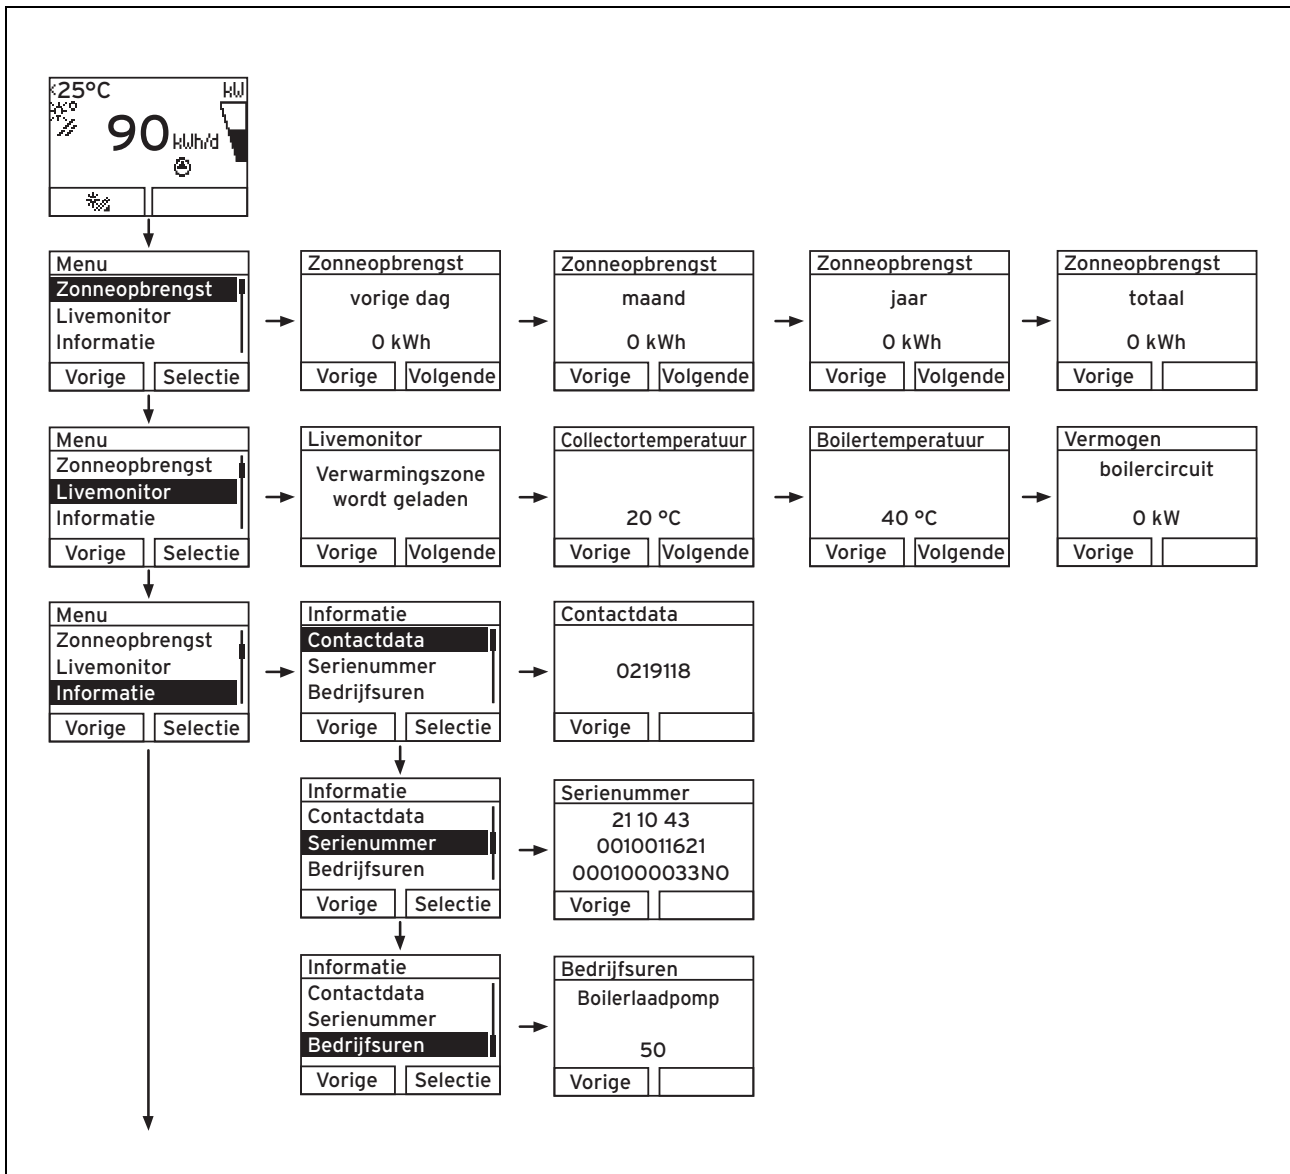 25°C kW
90 kWh/d
Menu
Zonneopbrengst
Livemonitor
Informatie
Vorige Selectie
Zonneopbrengst
vorige dag
0 kWh
Vorige Volgende
Zonneopbrengst
maand
0 kWh
Vorige Volgende
Zonneopbrengst
jaar
0 kWh
Vorige Volgende
Zonneopbrengst
totaal
0 kWh
Vorige
Menu
Zonneopbrengst
Livemonitor
Informatie
Vorige Selectie
Livemonitor
Verwarmingszone
wordt geladen
Vorige Volgende
Collectortemperatuur
20 °C
Vorige Volgende
Boilertemperatuur
40 °C
Vorige Volgende
Vermogen
boilercircuit
0 kW
Vorige
Menu
Zonneopbrengst
Livemonitor
Informatie
Vorige Selectie
Informatie
Contactdata
Serienummer
Bedrijfsuren
Vorige Selectie
Contactdata
0219118
Vorige
Informatie
Contactdata
Serienummer
Bedrijfsuren
Vorige Selectie
Serienummer
21 10 43
0010011621
0001000033N0
Vorige
Informatie
Contactdata
Serienummer
Bedrijfsuren
Vorige Selectie
Bedrijfsuren
Boilerlaadpomp
50
Vorige